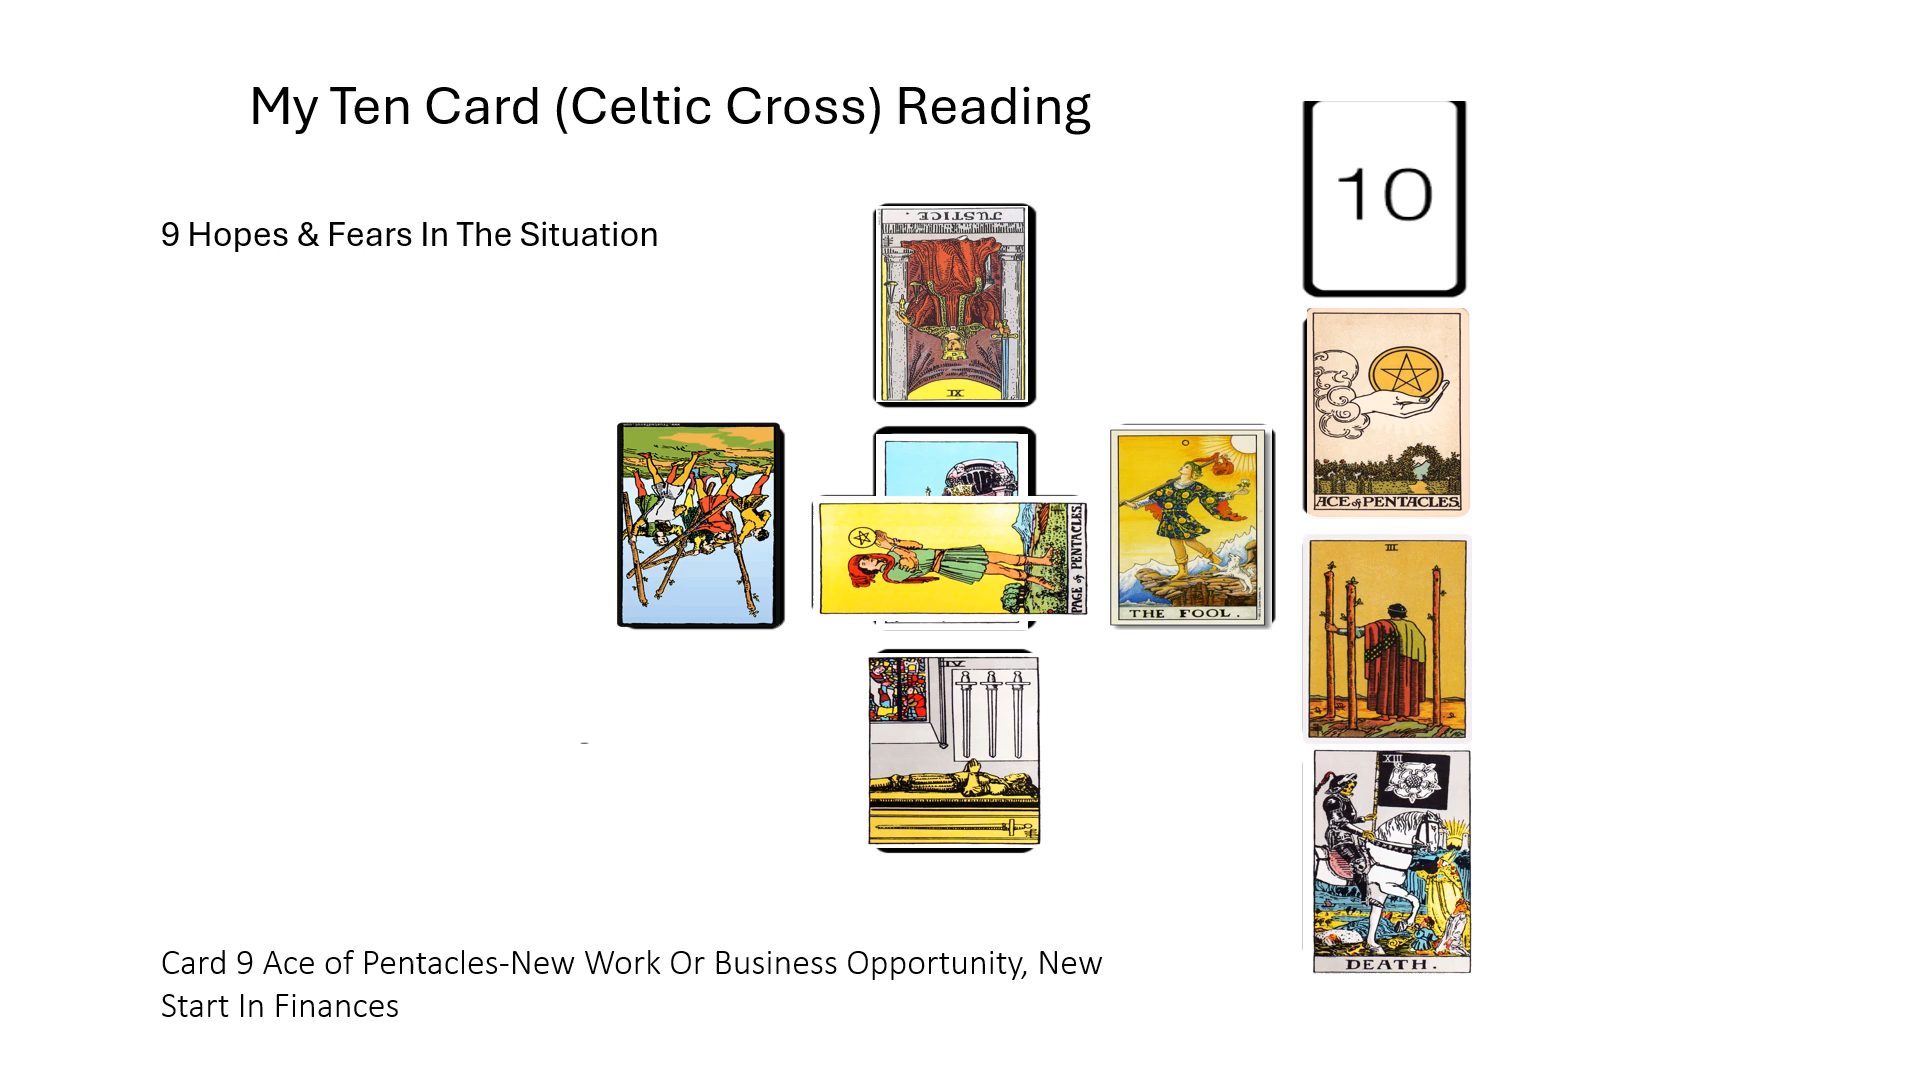 My Ten Card (Celtic Cross) Reading
10
9 Hopes & Fears In The Situation
JUSTICE.
XI
ACE of PENTACLES.
PAGE of PENTACLES.
THE FOOL.
0
III
IV
XIII
DEATH.
Card 9 Ace of Pentacles-New Work Or Business Opportunity, New
Start In Finances